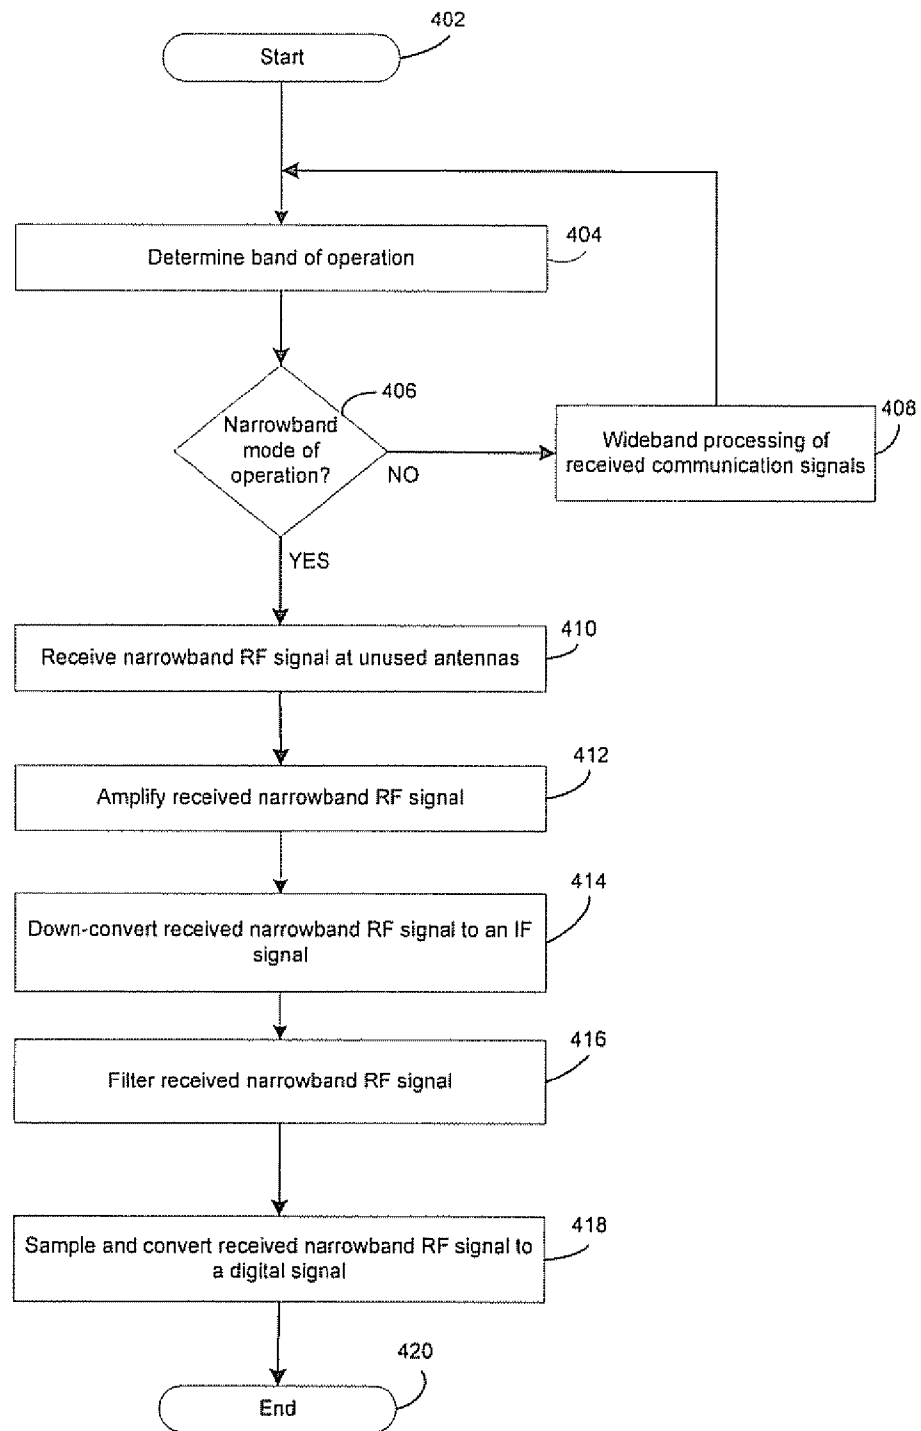 402
Start
404
Determine band of operation
406
Narrowband
mode of
operation?
NO
408
Wideband processing of
received communication signals
YES
410
Receive narrowband RF signal at unused antennas
412
Amplify received narrowband RF signal
414
Down-convert received narrowband RF signal to an IF
signal
416
Filter received narrowband RF signal
418
Sample and convert received narrowband RF signal to
a digital signal
420
End